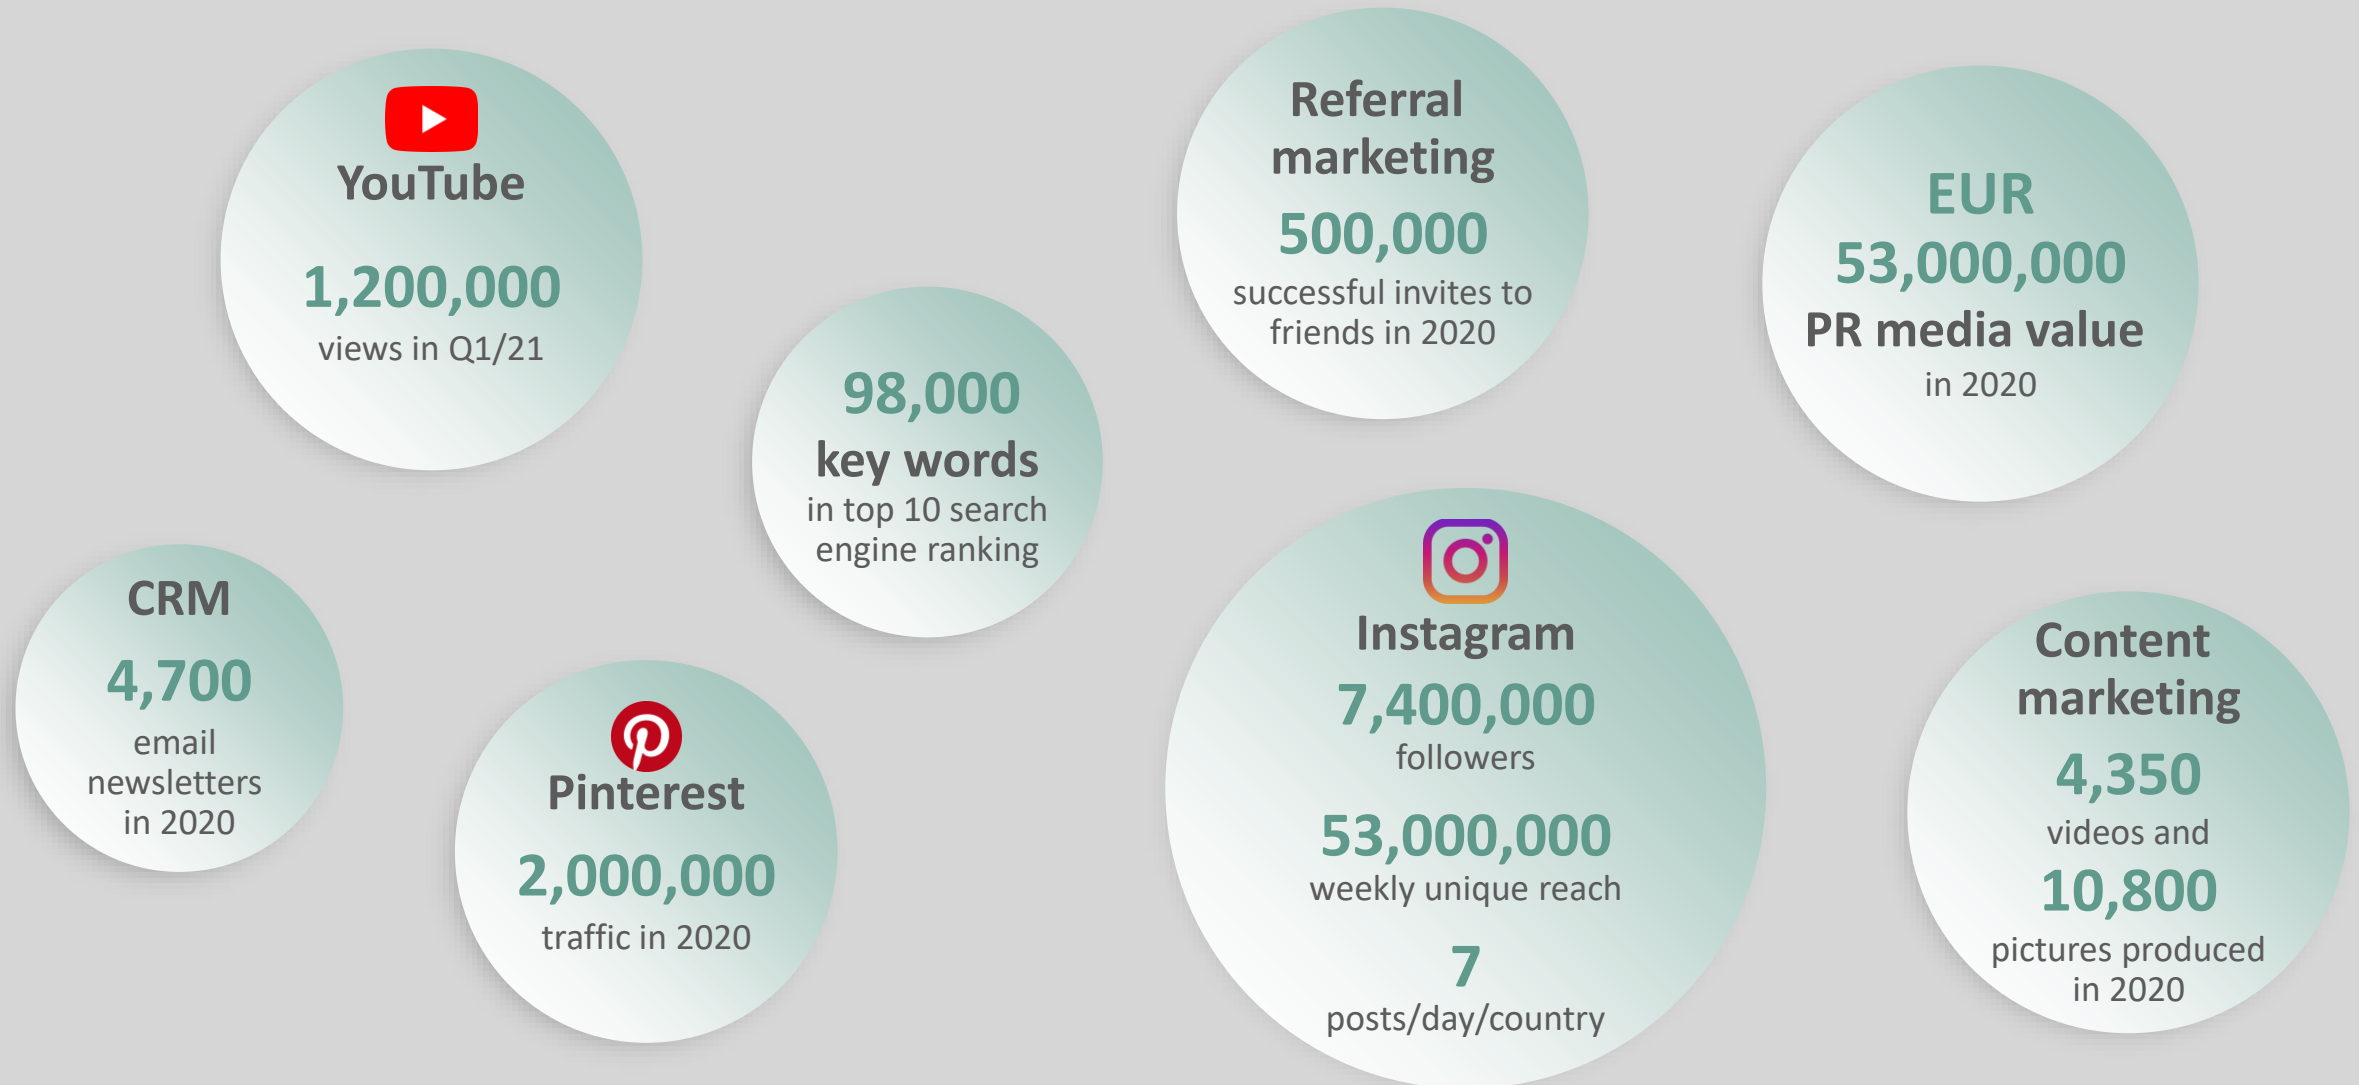 YouTube
1,200,000
views in Q1/21
Referral
marketing
500,000
successful invites to
friends in 2020
EUR
53,000,000
PR media value
in 2020
98,000
key words
in top 10 search
engine ranking
CRM
4,700
email
newsletters
in 2020
Pinterest
2,000,000
traffic in 2020
Instagram
7,400,000
followers
53,000,000
weekly unique reach
7
posts/day/country
Content
marketing
4,350
videos and
10,800
pictures produced
in 2020